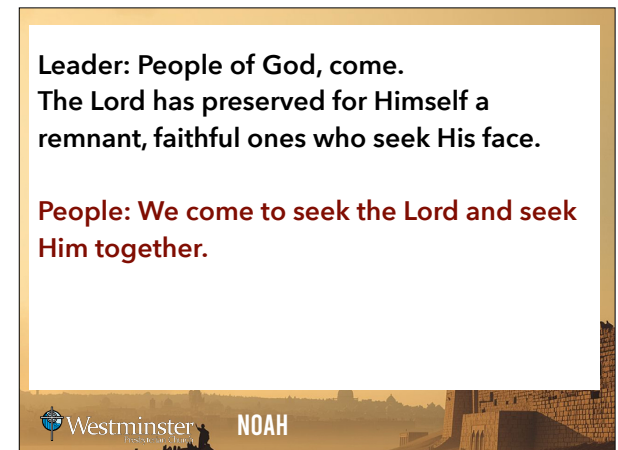 Leader: People of God, come.
The Lord has preserved for Himself a
remnant, faithful ones who seek His face.
People: We come to seek the Lord and seek
Him together.
Westminster
NOAH